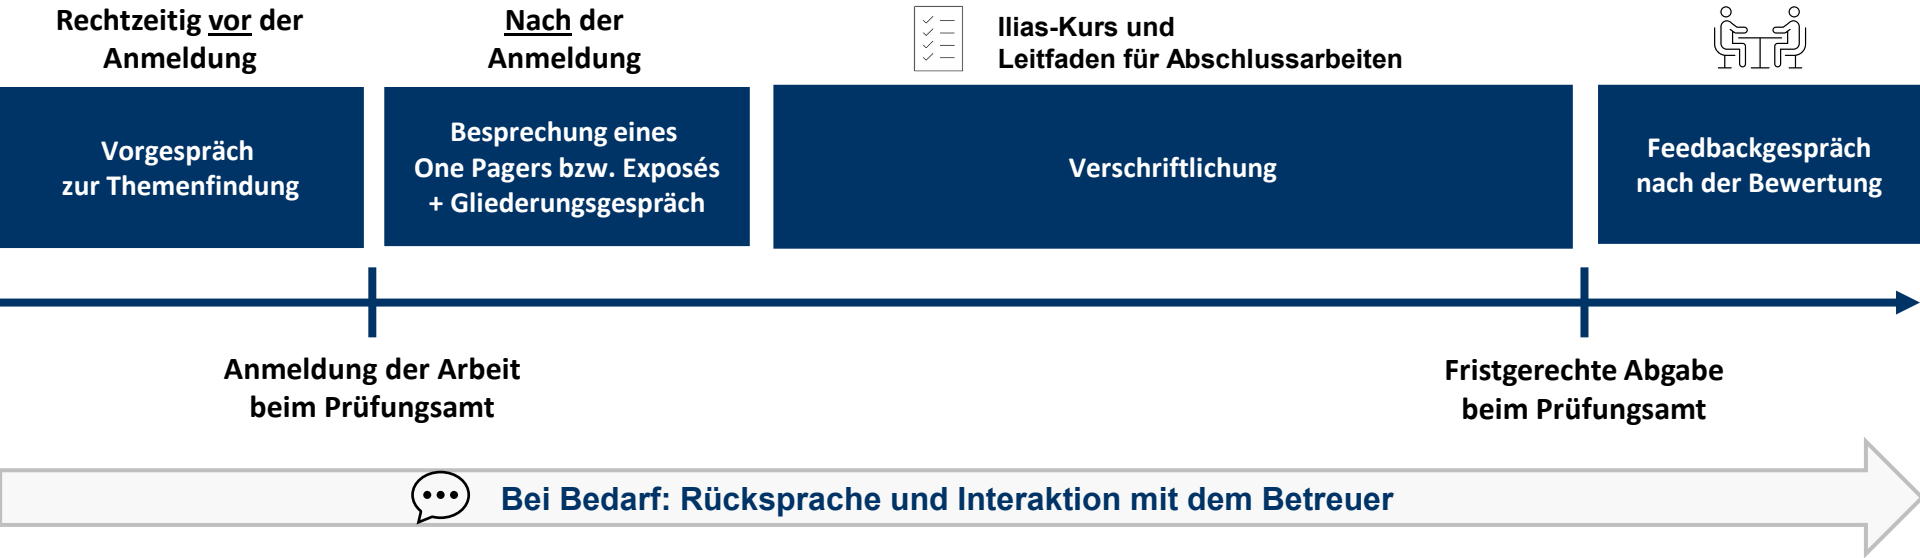 Rechtzeitig vor der
Anmeldung
Nach der
Anmeldung
Ilias-Kurs und
Leitfaden für Abschlussarbeiten
Vorgespräch
zur Themenfindung
Besprechung eines
One Pagers bzw. Exposés
+ Gliederungsgespräch
Verschriftlichung
Feedbackgespräch
nach der Bewertung
Anmeldung der Arbeit
beim Prüfungsamt
Fristgerechte Abgabe
beim Prüfungsamt
Bei Bedarf: Rücksprache und Interaktion mit dem Betreuer